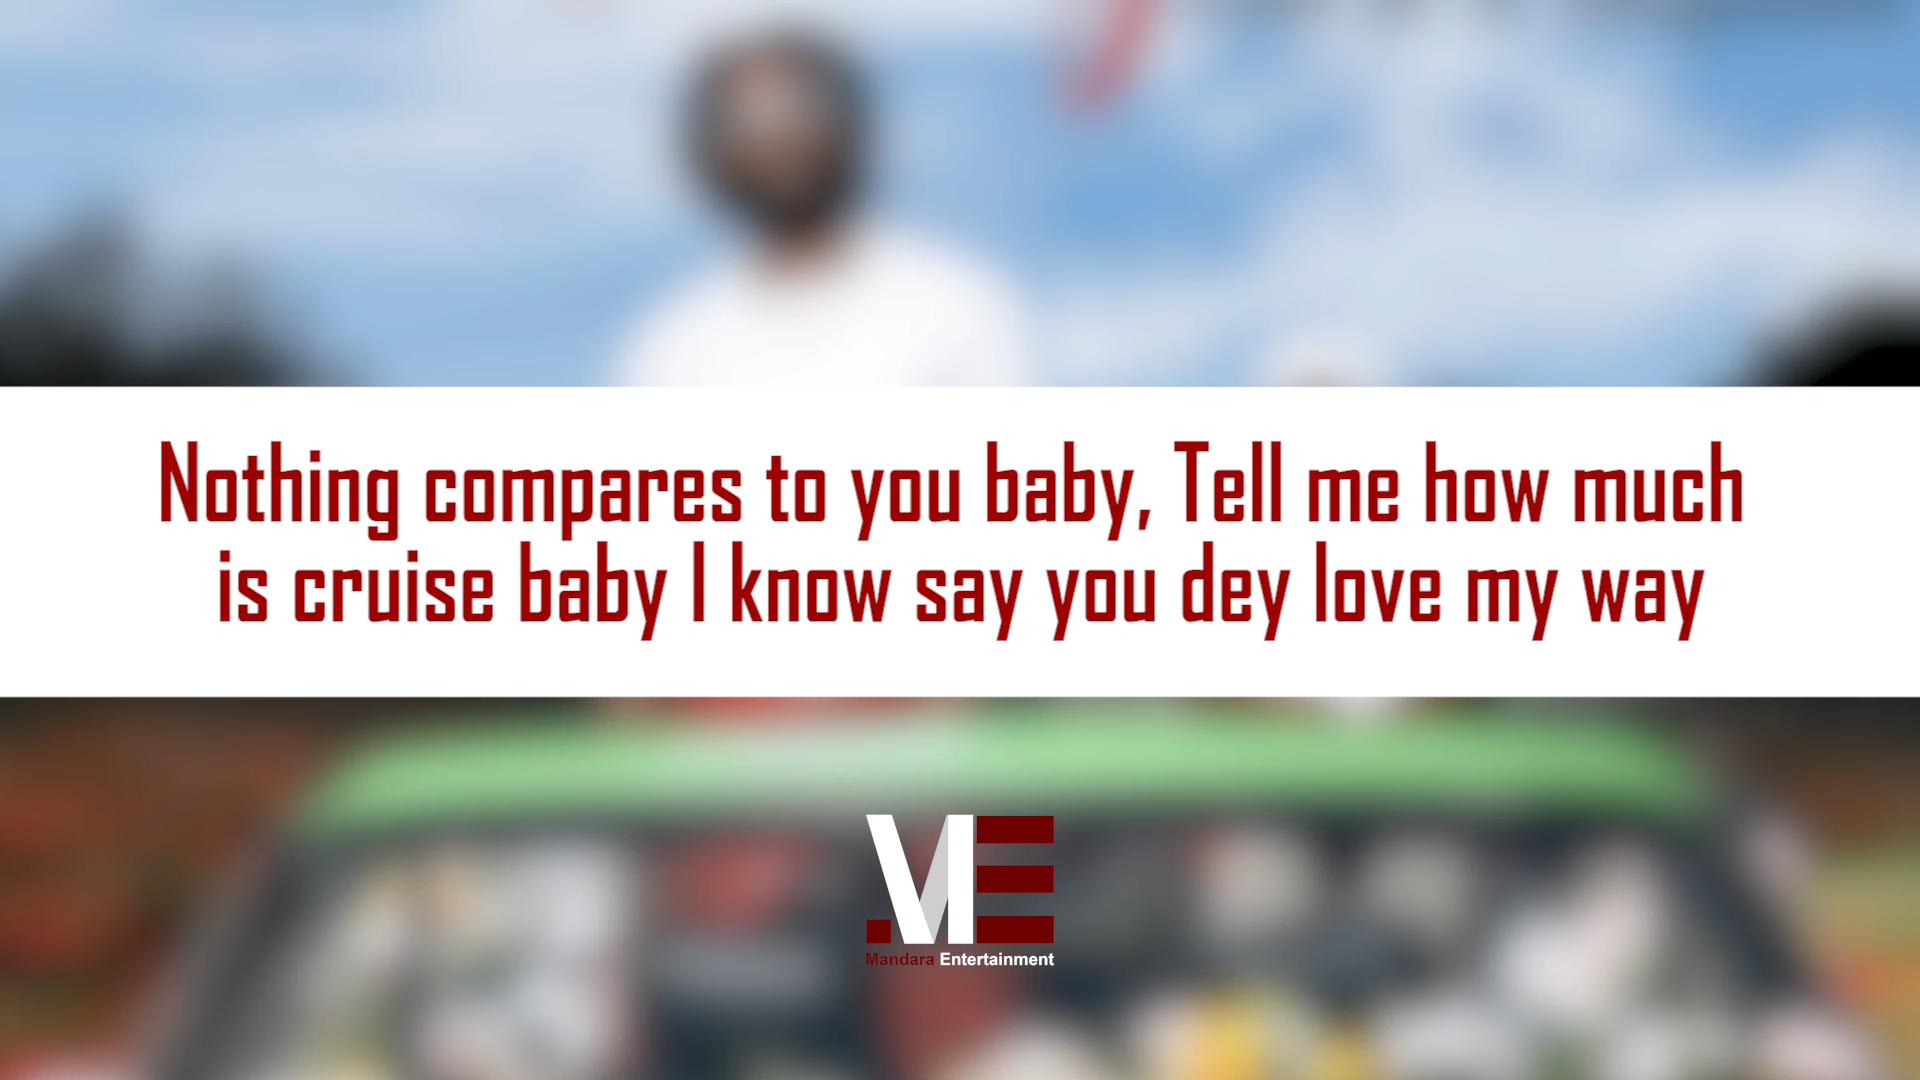 Nothing compares to you baby, Tell me how much
is cruise baby I know say you dey love my way
ME
Mandara Entertainment